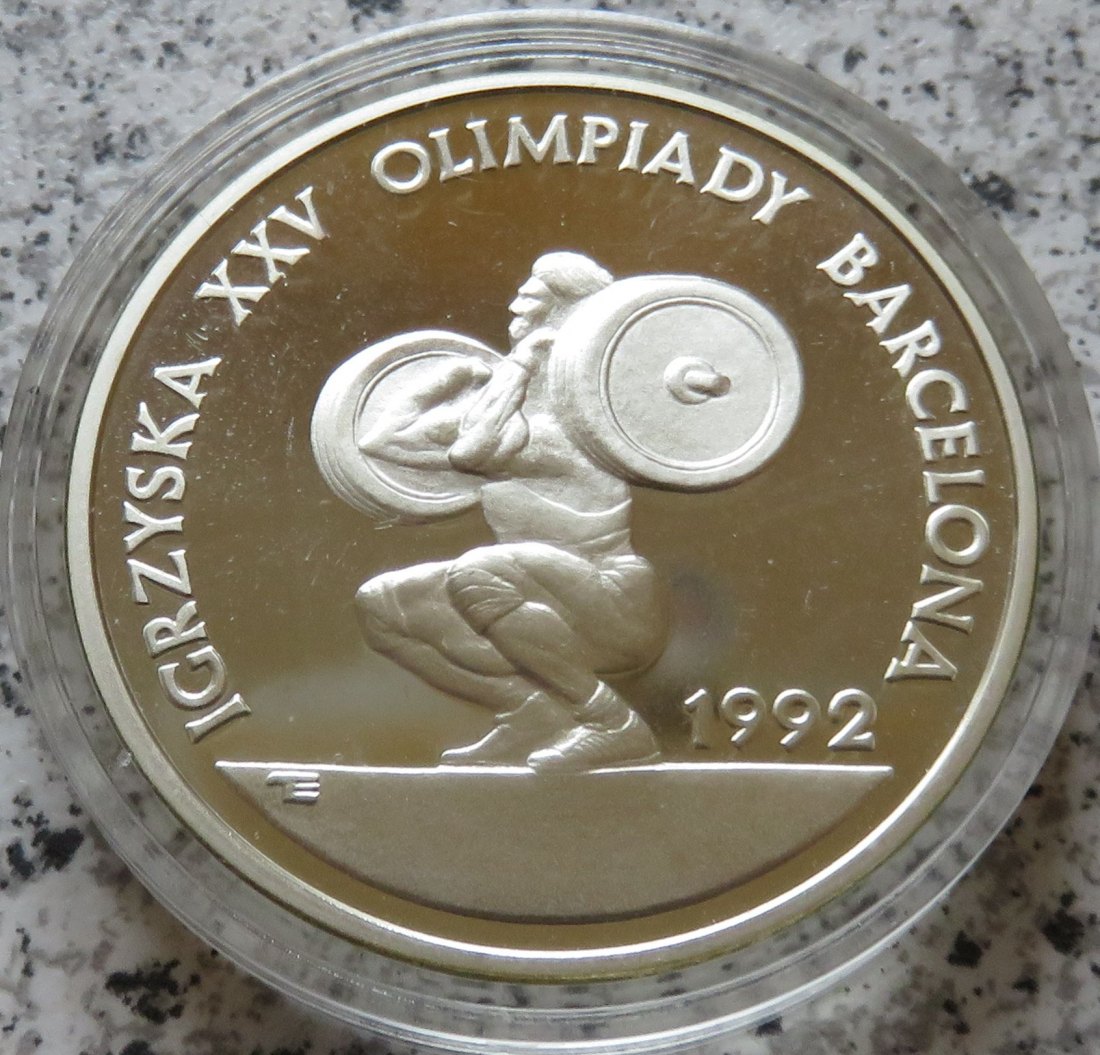 IGRZYSKA XXV OLIMPIADY BARCELONA
1992